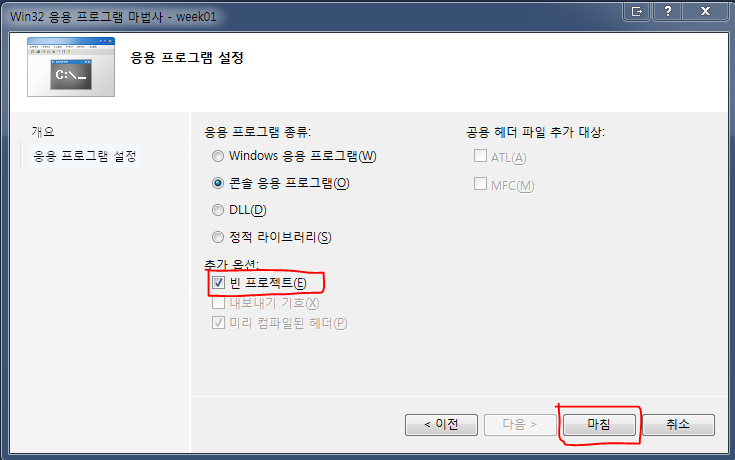 Win32 응용 프로그램 마법사 - week01
C:\_
응용 프로그램 설정
개요
응용 프로그램 설정
응용 프로그램 종류:
Windows 응용 프로그램(W)
콘솔 응용 프로그램(O)
DLL(D)
정적 라이브러리(S)
추가 옵션:
빈 프로젝트(E)
내보내기 기호(X)
미리 컴파일된 헤더(P)
공용 헤더 파일 추가 대상:
ATL(A)
MFC(M)
< 이전
다음 >
마침
취소